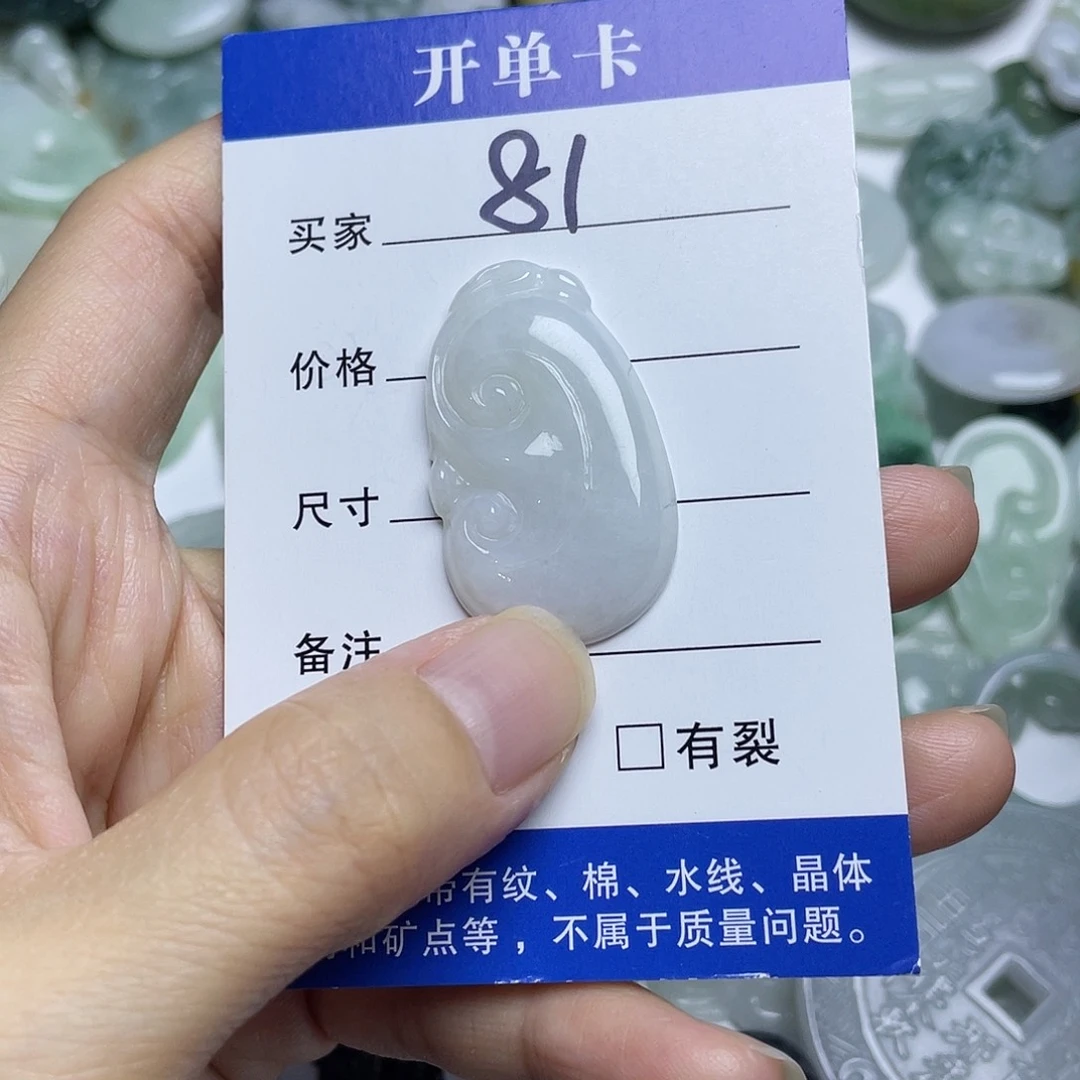 开单卡
买家 81
价格
尺寸
备注
有裂
带有纹、棉、水线、晶体
和矿点等，不属于质量问题。